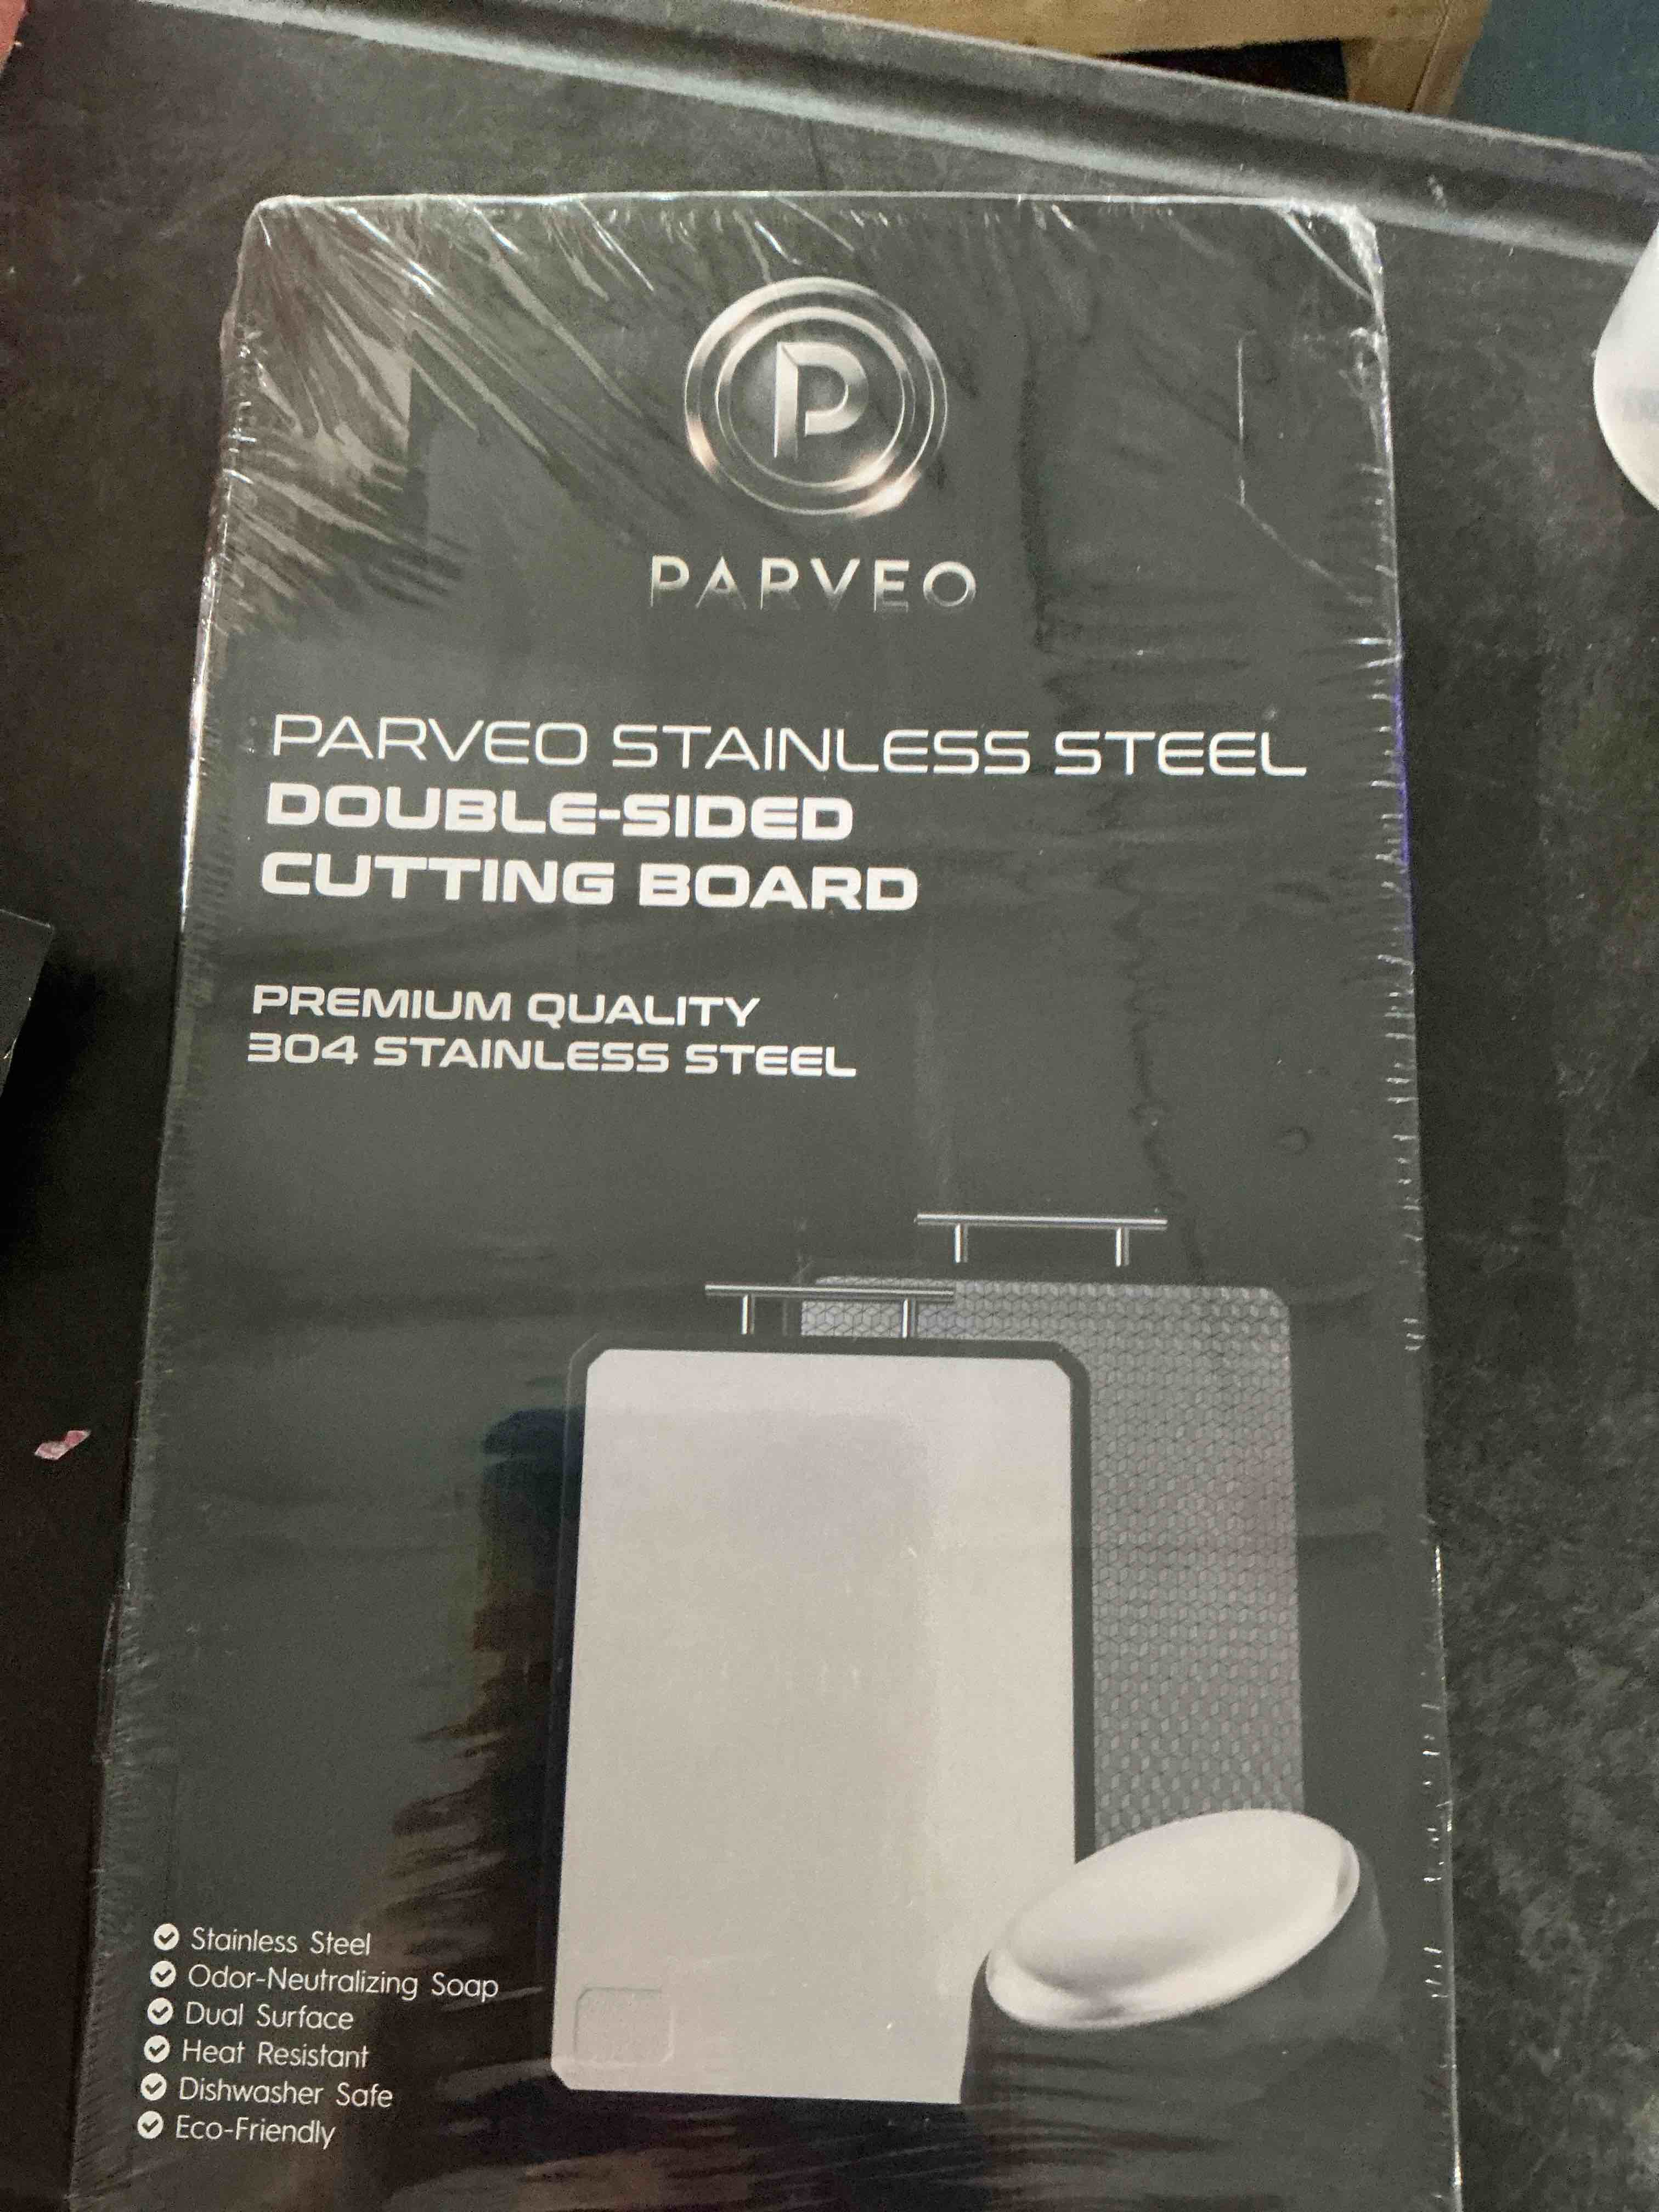 P
PARVEO
PARVEO STAINLESS STEEL
DOUBLE-SIDED
CUTTING BOARD
PREMIUM QUALITY
304 STAINLESS STEEL
Stainless Steel
Odor-Neutralizing Soap
Dual Surface
Heat Resistant
Dishwasher Safe
Eco-Friendly